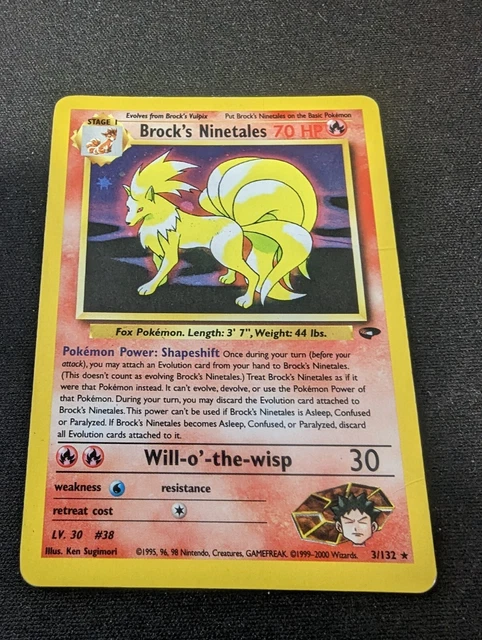 STAGE 1
Evolves from Brock's Vulpix Put Brock's Ninetales on the Basic Pokémon
Brock's Ninetales 70 HP
Fox Pokémon. Length: 3' 7", Weight: 44 lbs.
Pokémon Power: Shapeshift Once during your turn (before your
attack), you may attach an Evolution card from your hand to Brock's Ninetales.
(This doesn't count as evolving Brock's Ninetales.) Treat Brock's Ninetales as if it
were that Pokémon instead. It can't evolve, devolve, or use the Pokémon Power of
that Pokémon. During your turn, you may discard the Evolution card attached to
Brock's Ninetales. This power can't be used if Brock's Ninetales is Asleep, Confused
or Paralyzed. If Brock's Ninetales becomes Asleep, Confused, or Paralyzed, discard
all Evolution cards attached to it.
Will-o'-the-wisp 30
weakness resistance
retreat cost
LV. 30 #38
Illus. Ken Sugimori ©1995, 96, 98 Nintendo, Creatures, GAMEFREAK. ©1999-2000 Wizards. 3/132 ★